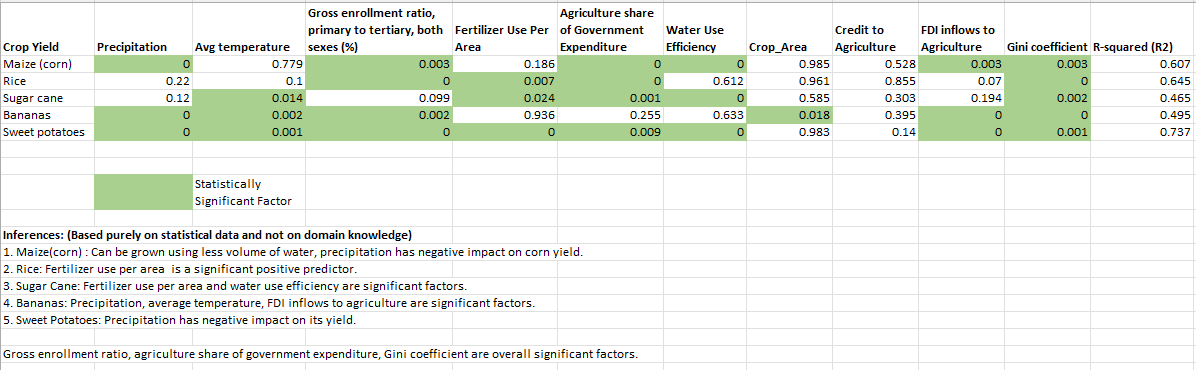 Crop Yield Precipitation Avg temperature Gross enrollment ratio, primary to tertiary, both sexes (%) Fertilizer Use Per Area Agriculture share of Government Expenditure Water Use Efficiency Crop_Area Credit to Agriculture FDI inflows to Agriculture Gini coefficient R-squared (R2)
Maize (corn) 0 0.779 0.003 0.186 0 0 0.985 0.528 0.003 0.003 0.607
Rice 0.22 0.1 0 0.007 0 0.612 0.961 0.855 0.07 0 0.645
Sugar cane 0.12 0.014 0.099 0.024 0.001 0 0.585 0.303 0.194 0.002 0.465
Bananas 0 0.002 0.002 0.936 0.255 0.633 0.018 0.395 0 0 0.495
Sweet potatoes 0 0.001 0 0 0.009 0 0.983 0.14 0 0.001 0.737
Statistically
Significant Factor
Inferences: (Based purely on statistical data and not on domain knowledge)
1. Maize(corn) : Can be grown using less volume of water, precipitation has negative impact on corn yield.
2. Rice: Fertilizer use per area  is a significant positive predictor.
3. Sugar Cane: Fertilizer use per area and water use efficiency are significant factors.
4. Bananas: Precipitation, average temperature, FDI inflows to agriculture are significant factors.
5. Sweet Potatoes: Precipitation has negative impact on its yield.
Gross enrollment ratio, agriculture share of government expenditure, Gini coefficient are overall significant factors.